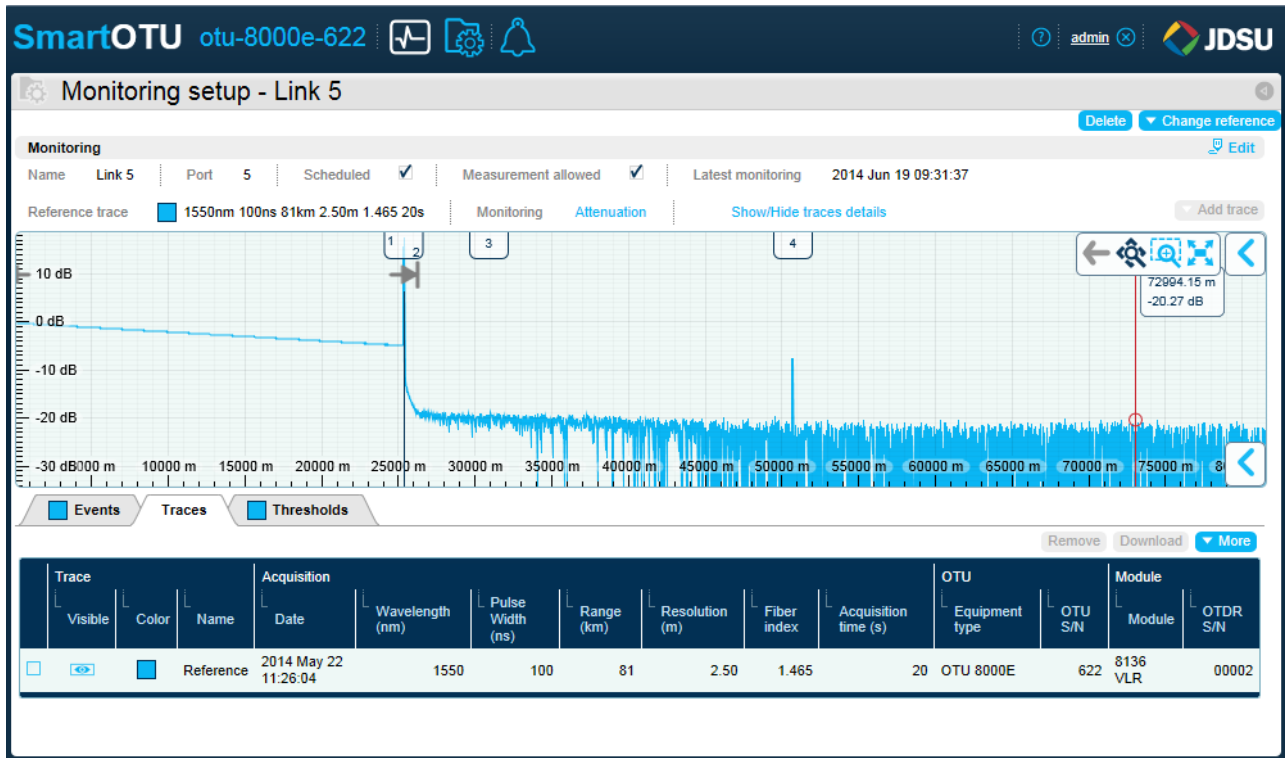 SmartOTU otu-8000e-622 ? admin JDSU
Monitoring setup - Link 5
Delete Change reference
Monitoring Edit
Name Link 5 Port 5 Scheduled Measurement allowed Latest monitoring 2014 Jun 19 09:31:37
Reference trace 1550nm 100ns 81km 2.50m 1.465 20s Monitoring Attenuation Show/Hide traces details Add trace
1 2 3 4
10 dB
72994.15 m
-20.27 dB
0 dB
-10 dB
-20 dB
-30 dB 000 m 10000 m 15000 m 20000 m 25000 m 30000 m 35000 m 40000 m 45000 m 50000 m 55000 m 60000 m 65000 m 70000 m 75000 m 8
Events Traces Thresholds
Remove Download More
Trace Acquisition OTU Module
Visible Color Name Date Wavelength (nm) Pulse Width (ns) Range (km) Resolution (m) Fiber index Acquisition time (s) Equipment type OTU S/N Module OTDR S/N
Reference 2014 May 22 11:26:04 1550 100 81 2.50 1.465 20 OTU 8000E 622 8136 VLR 00002